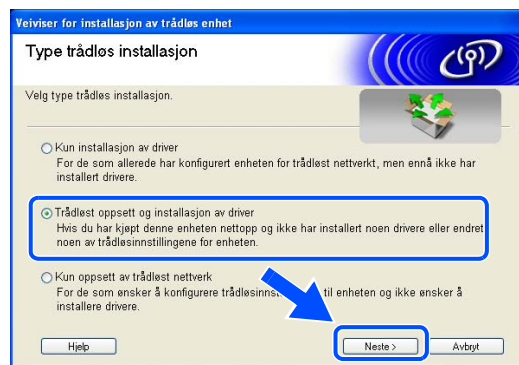 Veiviser for installasjon av trådløs enhet
Type trådløs installasjon
Velg type trådløs installasjon.
Kun installasjon av driver
For de som allerede har konfigurert enheten for trådløst nettverkt, men ennå ikke har
installert drivere.
Trådløst oppsett og installasjon av driver
Hvis du har kjøpt denne enheten nettopp og ikke har installert noen drivere eller endret
noen av trådløsinnstillingene for enheten.
Kun oppsett av trådløst nettverk
For de som ønsker å konfigurere til enheten og ikke ønsker å
installere drivere.
Hjelp
Neste >
Avbryt